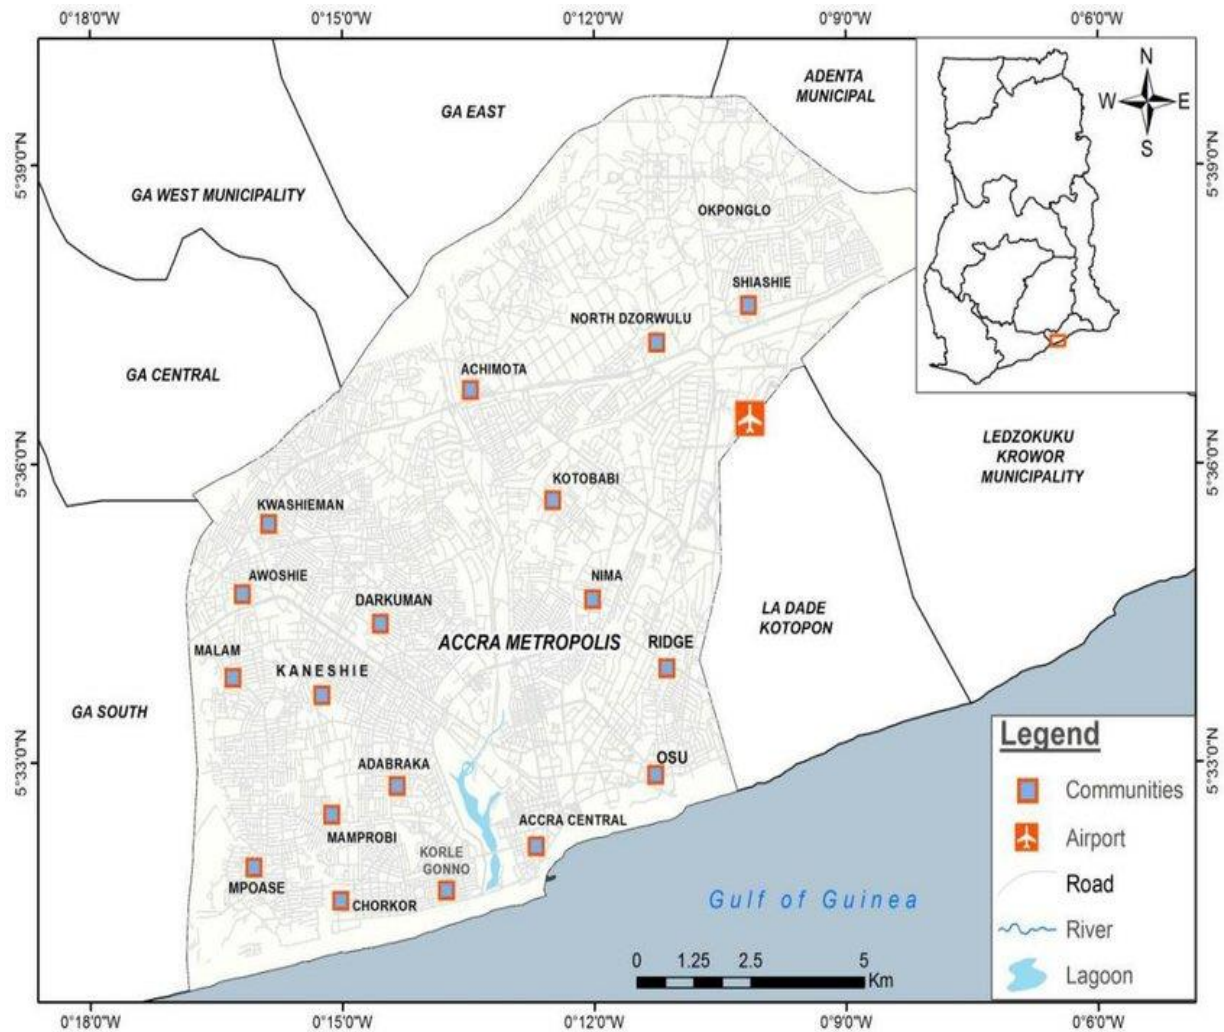 0°18'0"W
0°15'0"W
0°12'0"W
0°9'0"W
0°6'0"W
5°39'0"N
5°39'0"N
5°36'0"N
5°36'0"N
5°33'0"N
5°33'0"N
N
W
E
S
GA EAST
ADENTA
MUNICIPAL
GA WEST MUNICIPALITY
OKPONGLO
SHIASHIE
NORTH DZORWULU
GA CENTRAL
ACHIMOTA
LEDZOKUKU
KROWOR
MUNICIPALITY
KOTOBABI
KWASHIEMAN
AWOSHIE
NIMA
DARKUMAN
LA DADE
KOTOPON
ACCRA METROPOLIS
RIDGE
MALAM
KANESHIE
GA SOUTH
OSU
ADABRAKA
ACCRA CENTRAL
MAMPROBI
KORLE
GONNO
MPOASE
CHORKOR
Gulf of Guinea
0 1.25 2.5 5
Km
Legend
Communities
Airport
Road
River
Lagoon
0°18'0"W
0°15'0"W
0°12'0"W
0°9'0"W
0°6'0"W